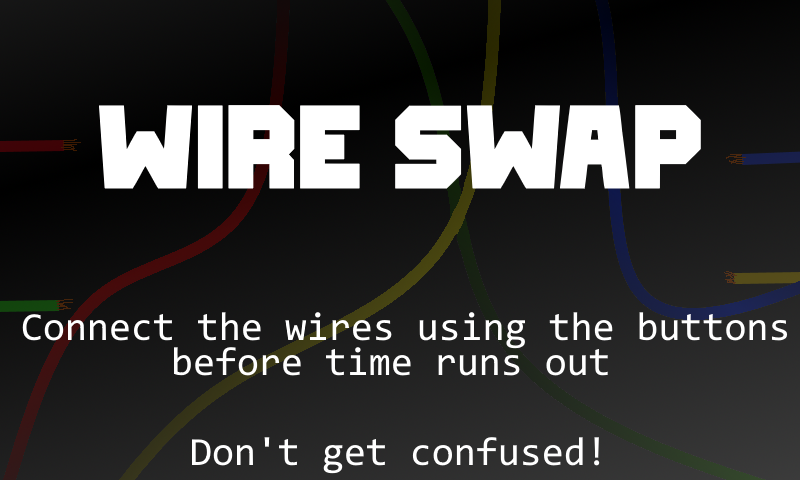 WIRE SWAP
Connect the wires using the buttons
before time runs out
Don't get confused!